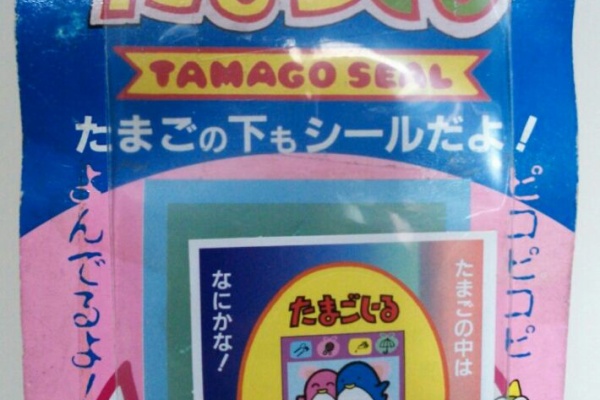 TAMAGO SEAL
たまごの下もシールだよ!
ピコピコピ
よんでるよ!
たまごの中は
なにかな!
たまごしーる